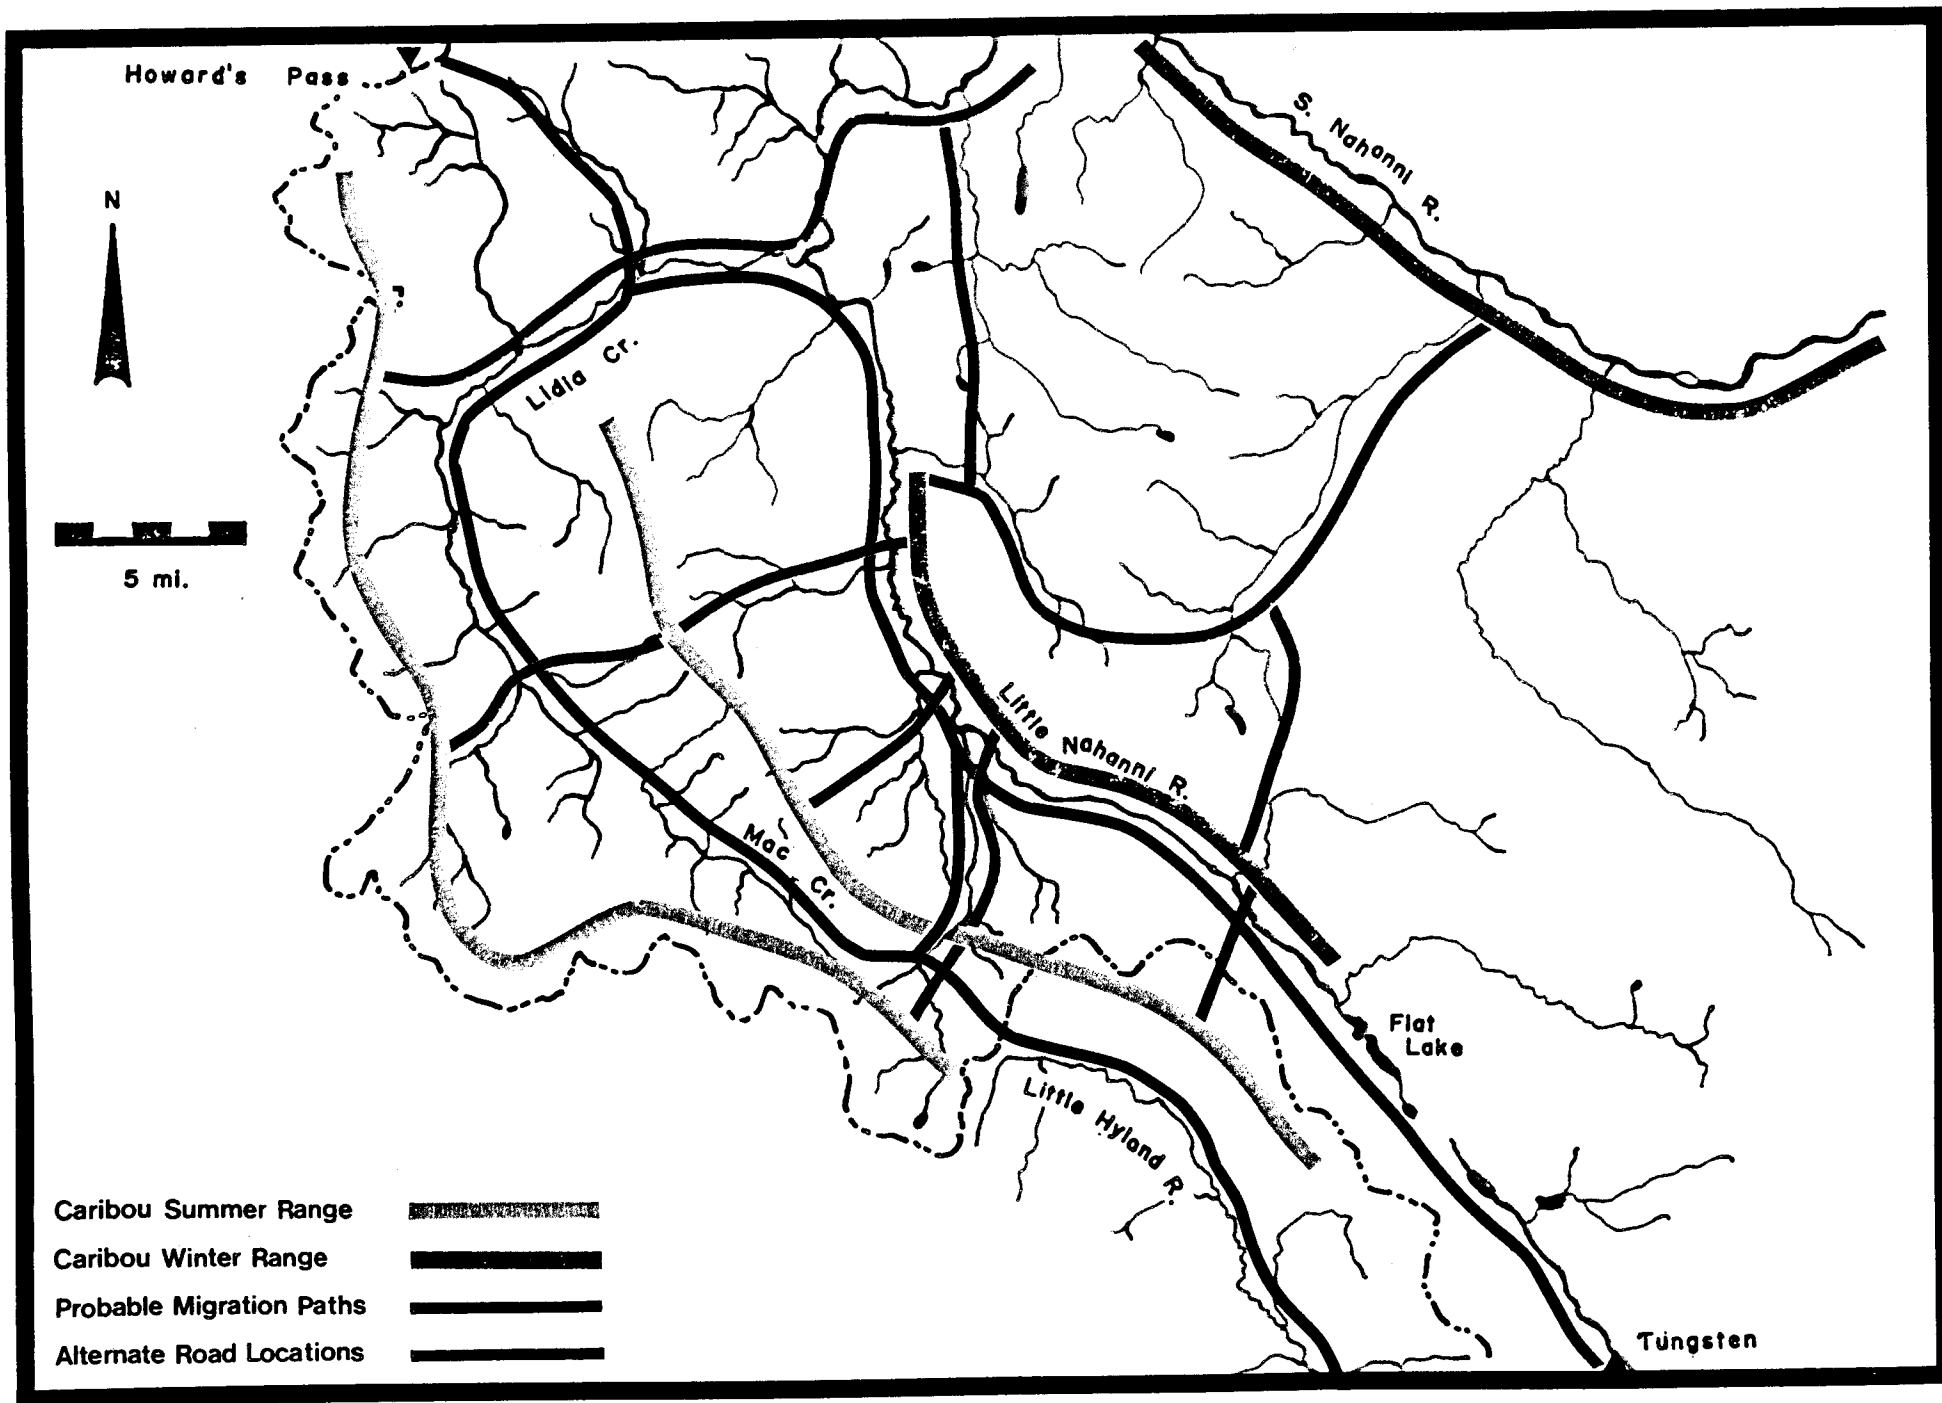 Howard's Pass
S. Nahanni R.
N
5 mi.
Lidia Cr.
Little Nahanni R.
Mac Cr.
Flat
Lake
Little Hyland R.
Caribou Summer Range
Caribou Winter Range
Probable Migration Paths
Alternate Road Locations
Tungsten